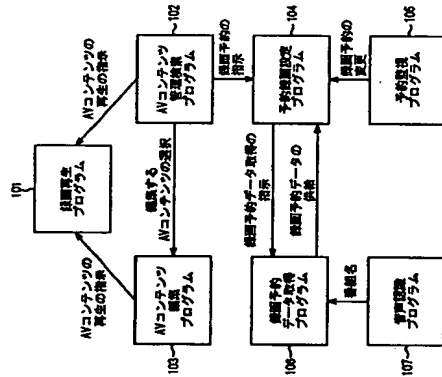 101
録画再生
プログラム
AVコンテンツの
再生の指示
AVコンテンツの
再生の指示
102
AVコンテンツ
管理検索
プログラム
編集する
AVコンテンツの選択
103
AVコンテンツ
編集
プログラム
録画予約の
指示
104
予約録画設定
プログラム
録画予約データ取得の
指示
録画予約データの
供給
録画予約の
変更
105
予約監視
プログラム
106
録画予約
データ取得
プログラム
番組名
107
音声認識
プログラム